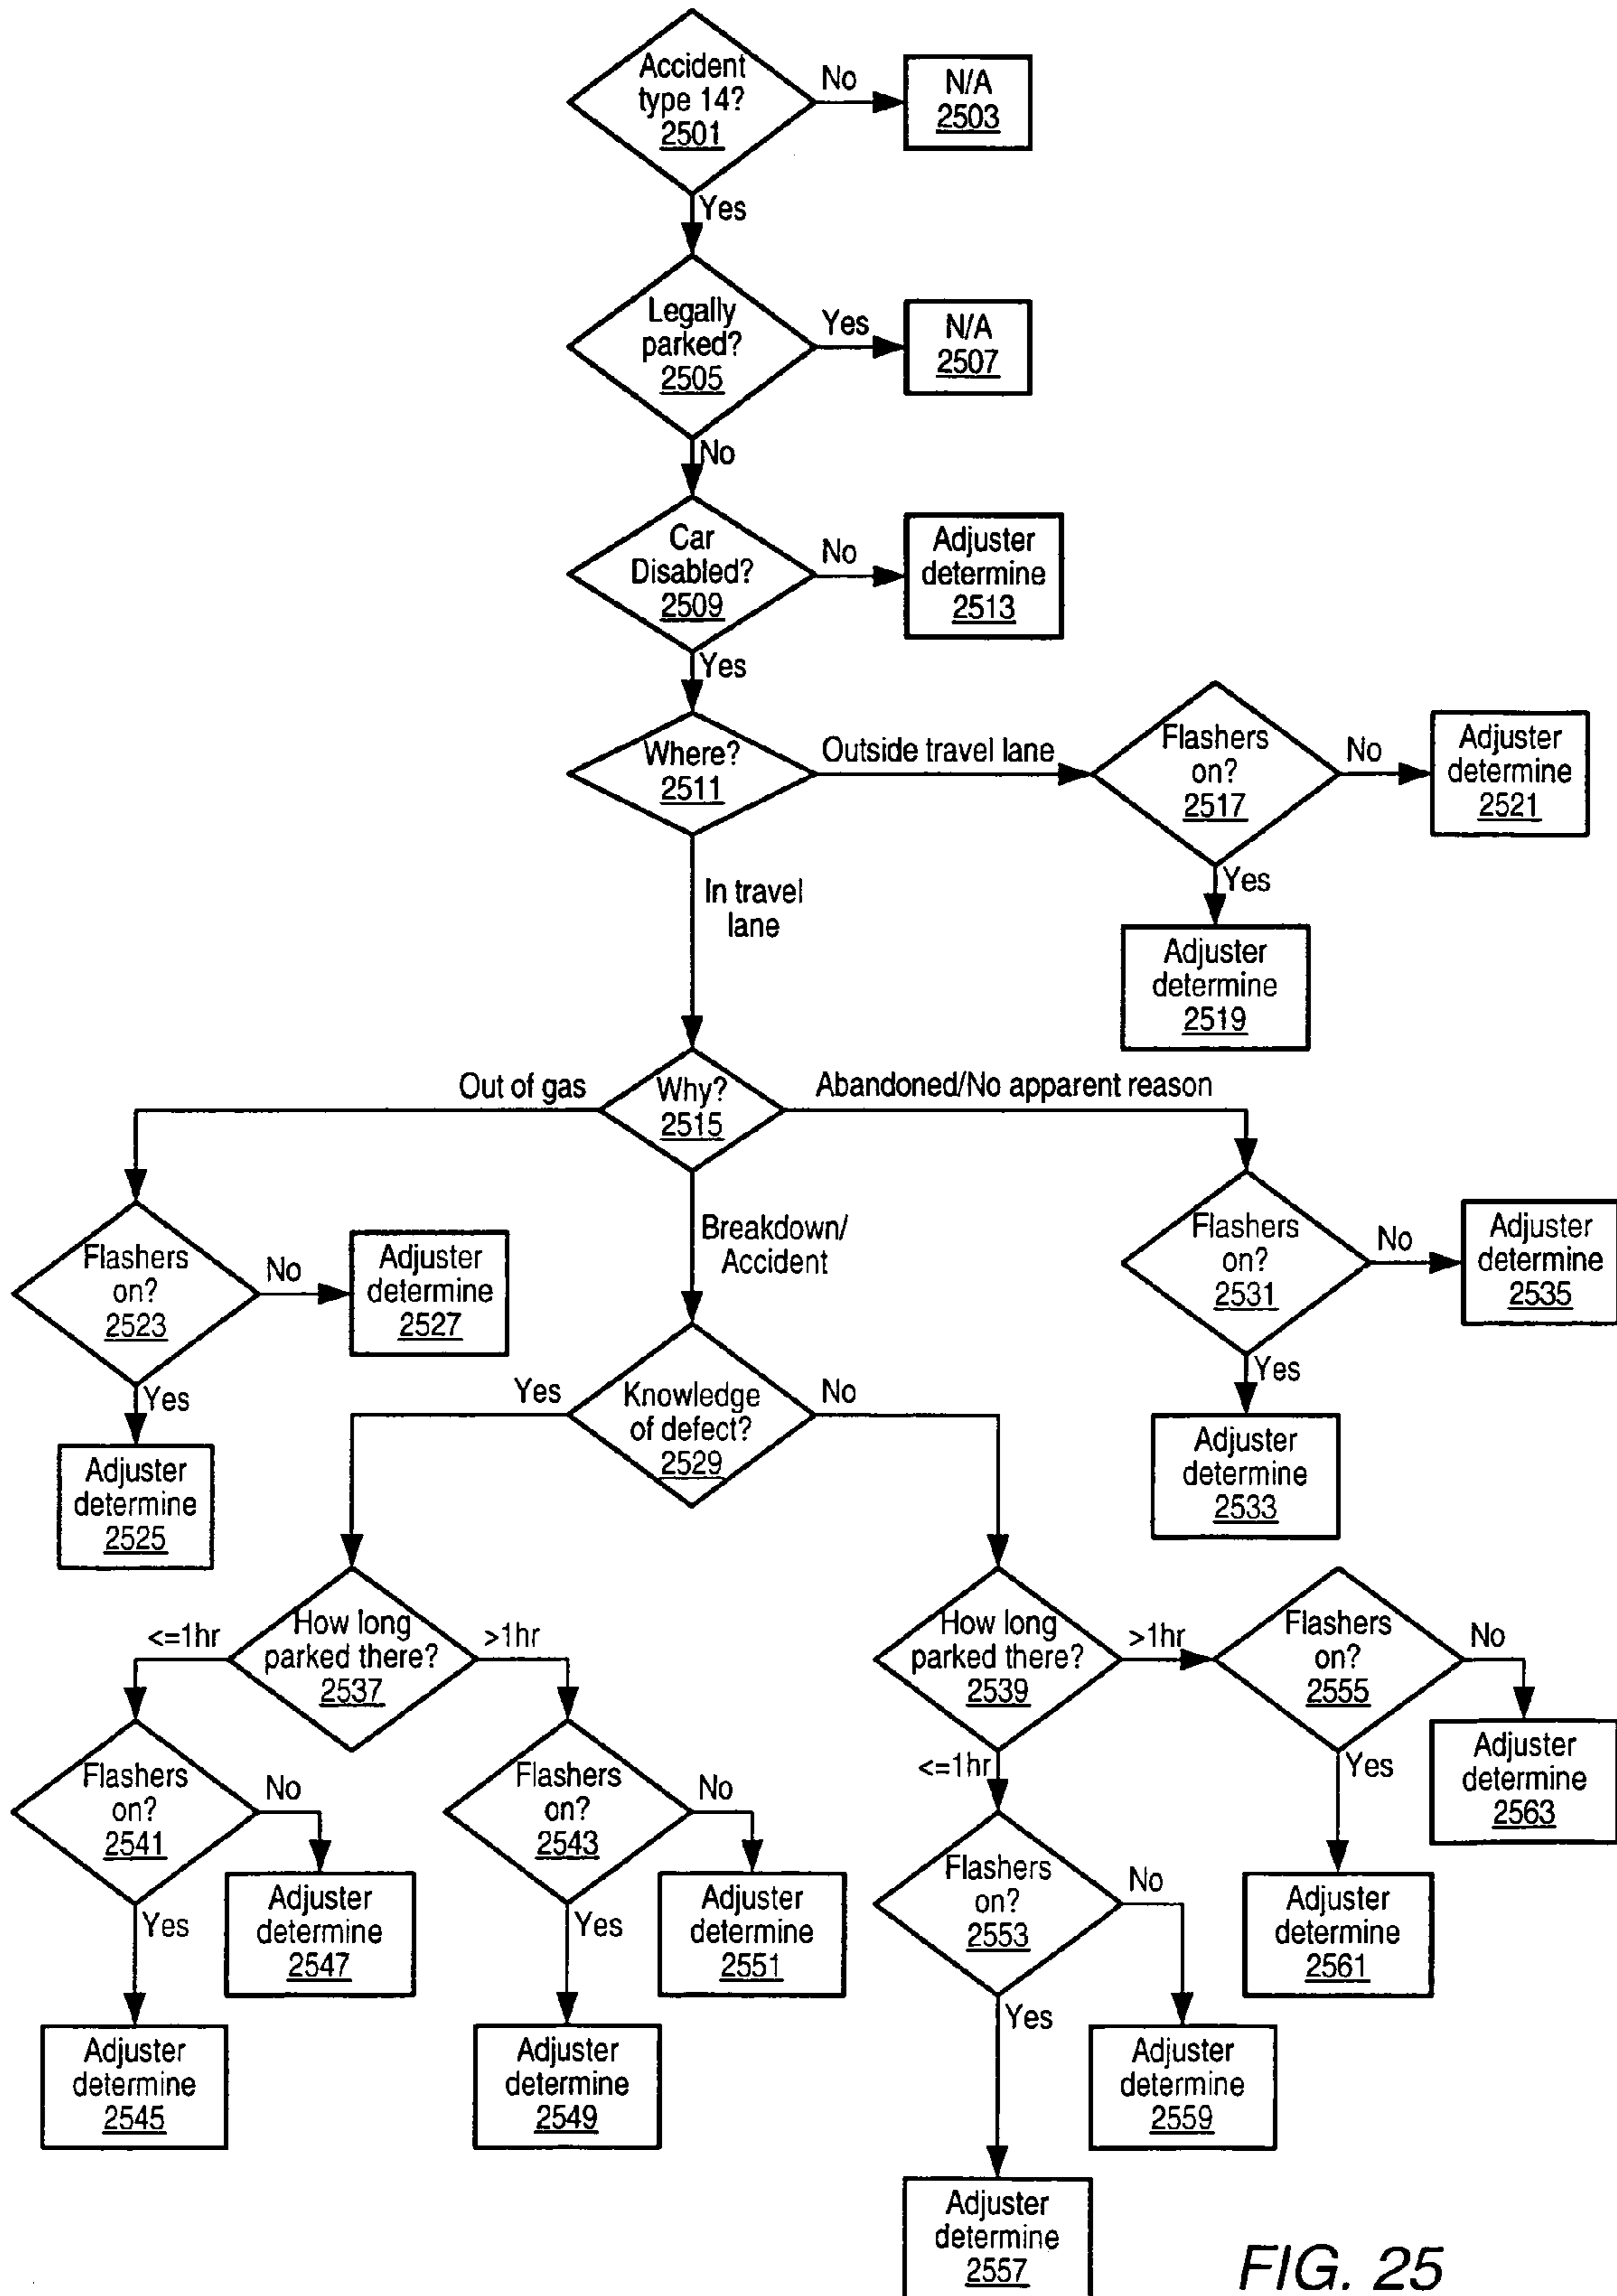 Accident
type 14?
2501
No
N/A
2503
Yes
Legally
parked?
2505
Yes
N/A
2507
No
Car
Disabled?
2509
No
Adjuster
determine
2513
Yes
Where?
2511
Outside travel lane
Flashers
on?
2517
No
Adjuster
determine
2521
Yes
Adjuster
determine
2519
In travel
lane
Why?
2515
Out of gas
Abandoned/No apparent reason
Flashers
on?
2523
No
Adjuster
determine
2527
Yes
Adjuster
determine
2525
Breakdown/
Accident
Flashers
on?
2531
No
Adjuster
determine
2535
Yes
Adjuster
determine
2533
Knowledge
of defect?
2529
Yes
No
How long
parked there?
2537
<=1hr
>1hr
Flashers
on?
2541
No
Adjuster
determine
2547
Yes
Adjuster
determine
2545
Flashers
on?
2543
No
Adjuster
determine
2551
Yes
Adjuster
determine
2549
How long
parked there?
2539
>1hr
Flashers
on?
2555
No
Adjuster
determine
2563
Yes
Adjuster
determine
2561
<=1hr
Flashers
on?
2553
No
Adjuster
determine
2559
Yes
Adjuster
determine
2557
FIG. 25